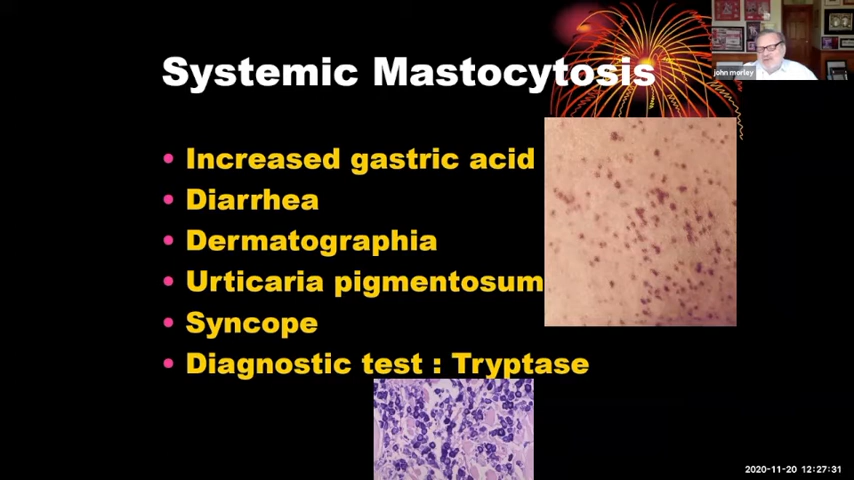 Systemic Mastocytosis
john morley
• Increased gastric acid
• Diarrhea
• Dermatographia
• Urticaria pigmentosum
• Syncope
• Diagnostic test : Tryptase
2020-11-20 12:27:31